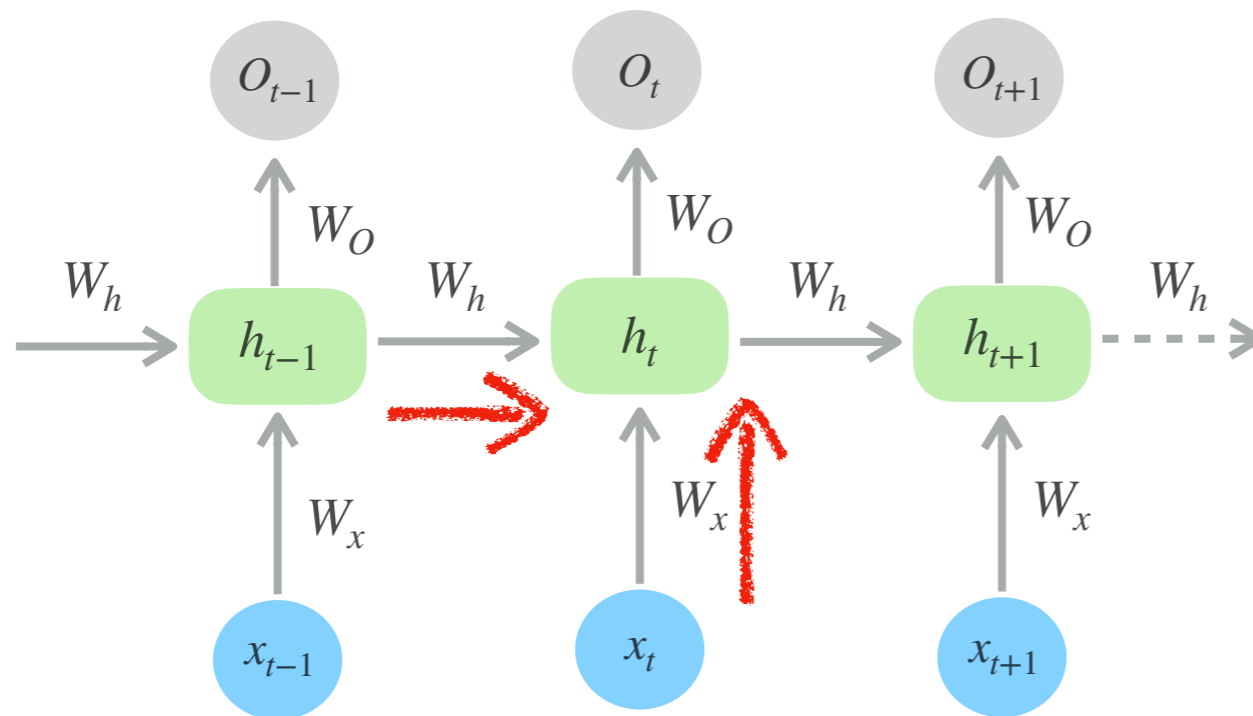 O_{t-1} O_t O_{t+1}
W_O W_O W_O
W_h W_h W_h W_h
h_{t-1} h_t h_{t+1}
W_x W_x W_x
x_{t-1} x_t x_{t+1}